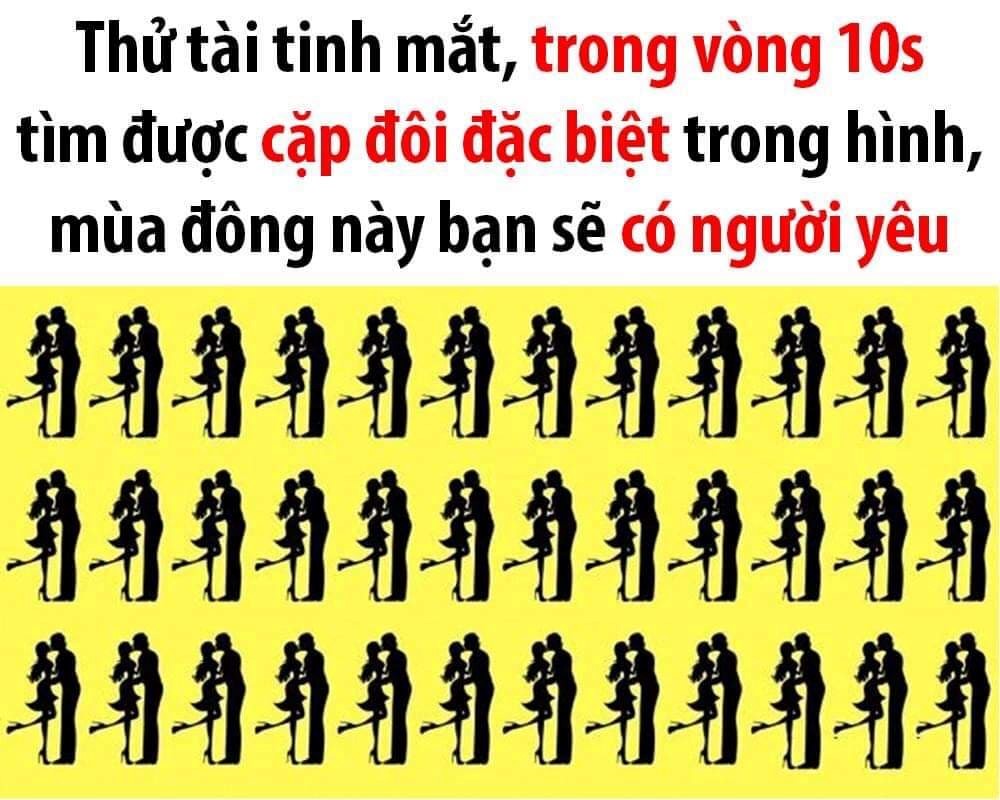 Thử tài tinh mắt, trong vòng 10s
tìm được cặp đôi đặc biệt trong hình,
mùa đông này bạn sẽ có người yêu